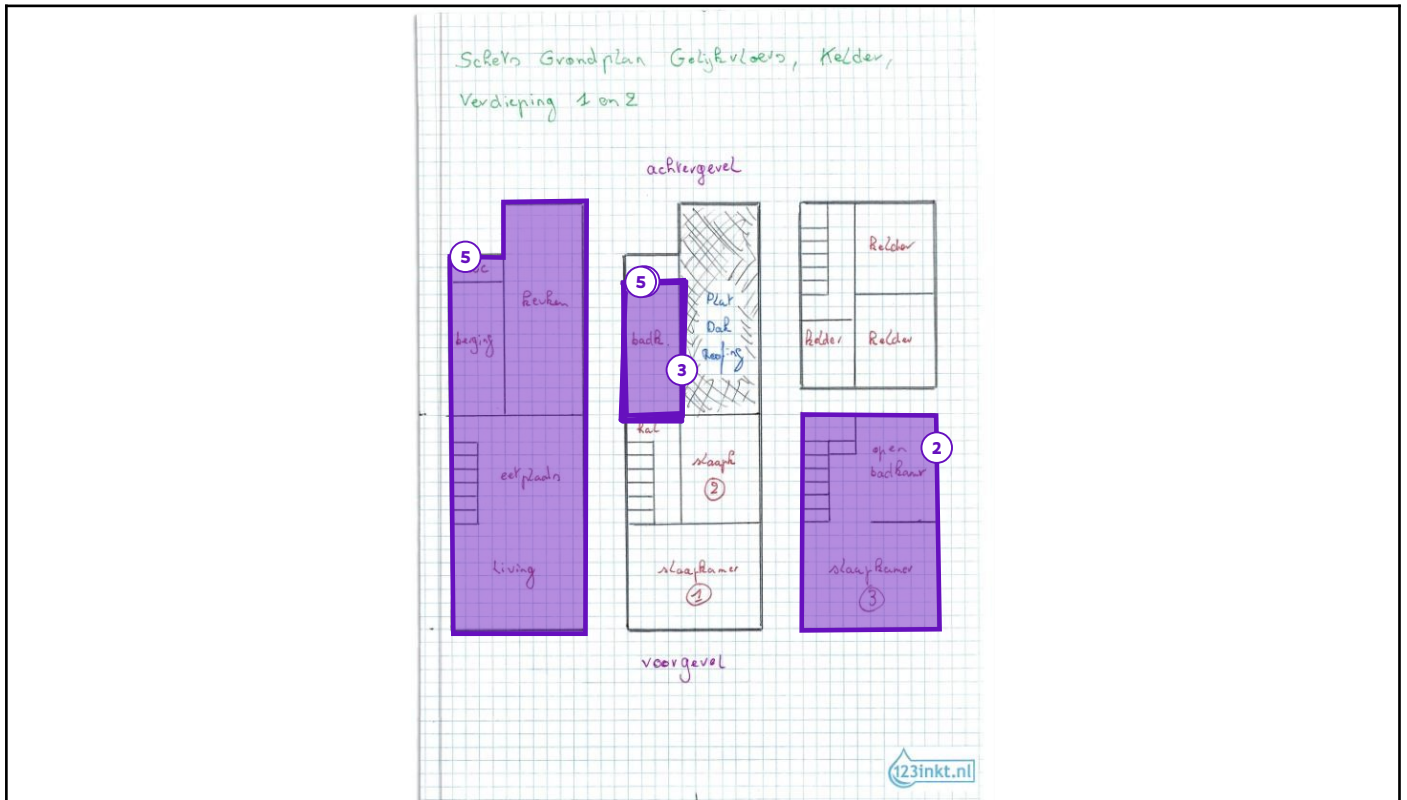 Schets Grondplan Gelijkvloers, Kelder,
Verdieping 1 en 2
achtergevel
5
wc
keuken
berging
eetplaats
Living
5
badk.
3
Plat
Dak
Roofing
Hal
slaapk
2
slaapkamer
1
kelder
kelder
kelder
2
open
badkamer
slaapkamer
3
voorgevel
123inkt.nl